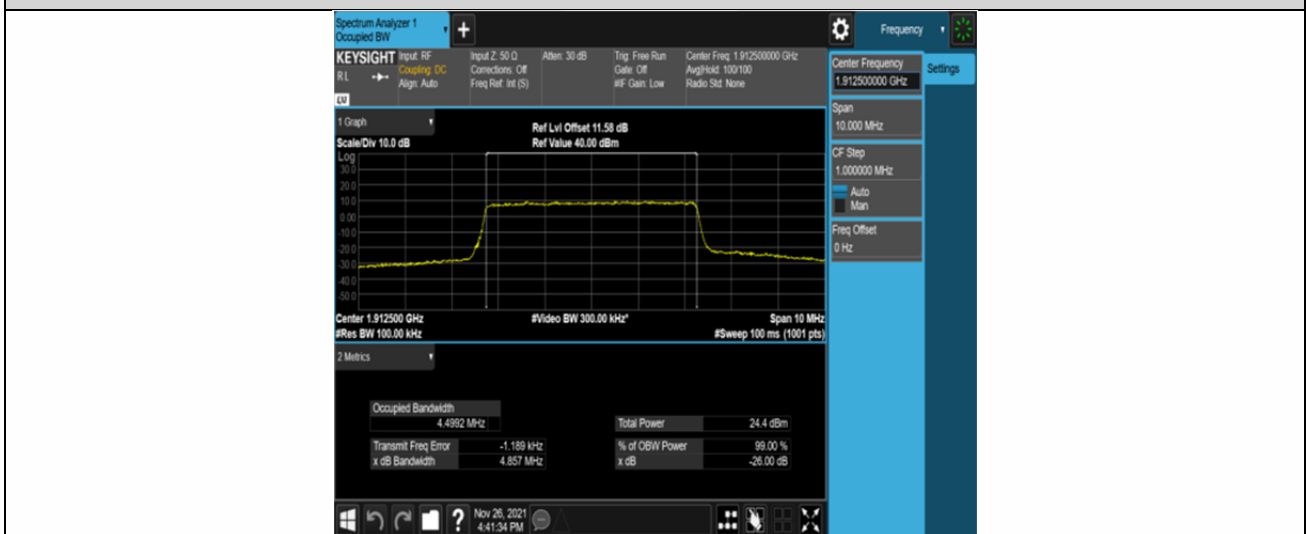 Spectrum Analyzer 1
Occupied BW
+
Frequency
KEYSIGHT Input: RF Input Z: 50 Ω Atten: 30 dB Trig: Free Run Center Freq: 1.912500000 GHz
RL Coupling: DC Corrections: Off Gate: Off Avg|Hold: 100/100
Align: Auto Freq Ref: Int (S) #IF Gain: Low Radio Std: None
LXI
Center Frequency
1.912500000 GHz
Settings
Span
10.000 MHz
CF Step
1.000000 MHz
Auto
Man
Freq Offset
0 Hz
1 Graph
Ref Lvl Offset 11.58 dB
Scale/Div 10.0 dB Ref Value 40.00 dBm
Log
30.0
20.0
10.0
0.00
-10.0
-20.0
-30.0
-40.0
-50.0
Center 1.912500 GHz #Video BW 300.00 kHz* Span 10 MHz
#Res BW 100.00 kHz #Sweep 100 ms (1001 pts)
2 Metrics
Occupied Bandwidth
4.4992 MHz Total Power 24.4 dBm
Transmit Freq Error -1.189 kHz % of OBW Power 99.00 %
x dB Bandwidth 4.857 MHz x dB -26.00 dB
? Nov 26, 2021
4:41:34 PM